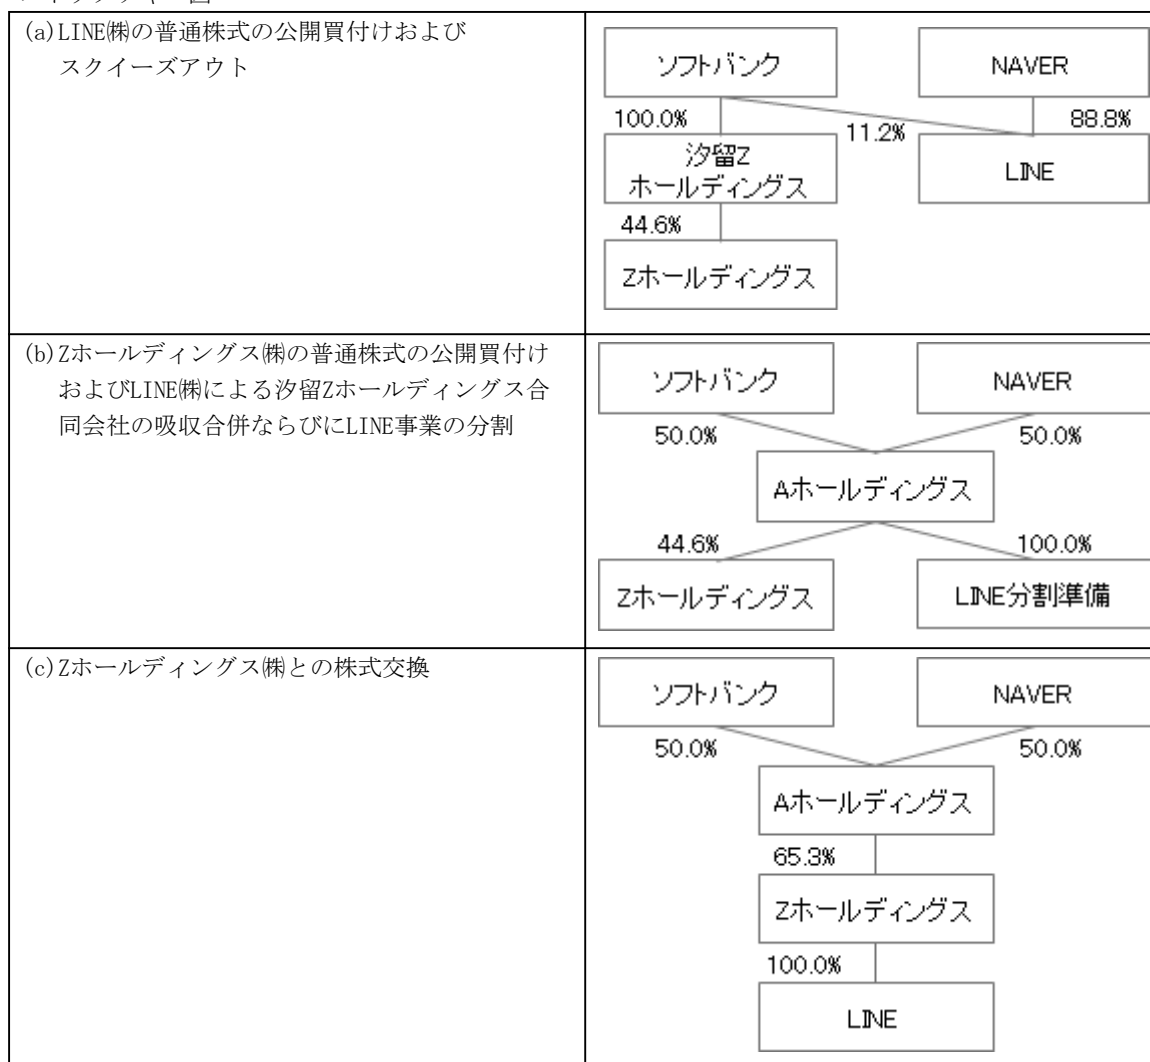 (a)LINE㈱の普通株式の公開買付けおよび
スクイーズアウト
ソフトバンク
NAVER
100.0%
11.2%
88.8%
汐留Z
ホールディングス
LINE
44.6%
Zホールディングス
(b)Zホールディングス㈱の普通株式の公開買付け
およびLINE㈱による汐留Zホールディングス合
同会社の吸収合併ならびにLINE事業の分割
ソフトバンク
NAVER
50.0%
50.0%
Aホールディングス
44.6%
100.0%
Zホールディングス
LINE分割準備
(c)Zホールディングス㈱との株式交換
ソフトバンク
NAVER
50.0%
50.0%
Aホールディングス
65.3%
Zホールディングス
100.0%
LINE